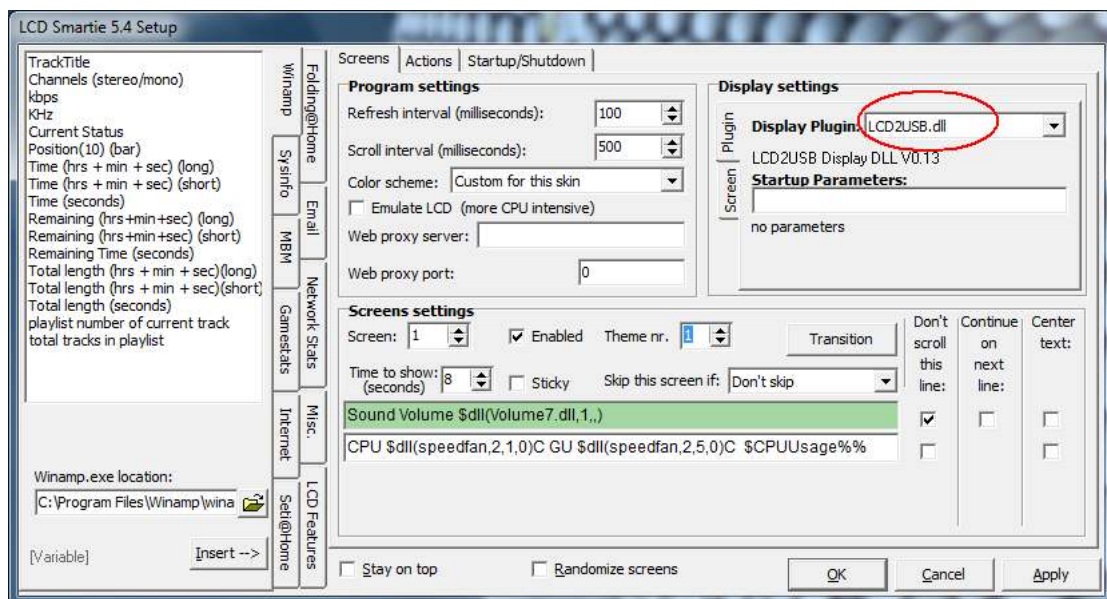 LCD Smartie 5.4 Setup
TrackTitle
Channels (stereo/mono)
kbps
KHz
Current Status
Position(10) (bar)
Time (hrs + min + sec) (long)
Time (hrs + min + sec) (short)
Time (seconds)
Remaining (hrs+min+sec) (long)
Remaining (hrs+min+sec) (short)
Remaining Time (seconds)
Total length (hrs + min + sec)(long)
Total length (hrs + min + sec)(short)
Total length (seconds)
playlist number of current track
total tracks in playlist
Winamp.exe location:
C:\Program Files\Winamp\wina
[Variable]
Insert -->
Winamp
Sysinfo
MBM
Gamestats
Internet
Seti@Home
Folding@Home
Email
Network Stats
Misc.
LCD Features
Screens
Actions
Startup/Shutdown
Program settings
Refresh interval (milliseconds):
100
Scroll interval (milliseconds):
500
Color scheme:
Custom for this skin
Emulate LCD (more CPU intensive)
Web proxy server:
Web proxy port:
0
Display settings
Plugin
Screen
Display Plugin:
LCD2USB.dll
LCD2USB Display DLL V0.13
Startup Parameters:
no parameters
Screens settings
Screen:
1
Enabled
Theme nr.
1
Transition
Time to show:
(seconds)
8
Sticky
Skip this screen if:
Don't skip
Don't
scroll
this
line:
Continue
on
next
line:
Center
text:
Sound Volume $dll(Volume7.dll,1,,)
CPU $dll(speedfan,2,1,0)C GU $dll(speedfan,2,5,0)C $CPUUsage%%
Stay on top
Randomize screens
OK
Cancel
Apply